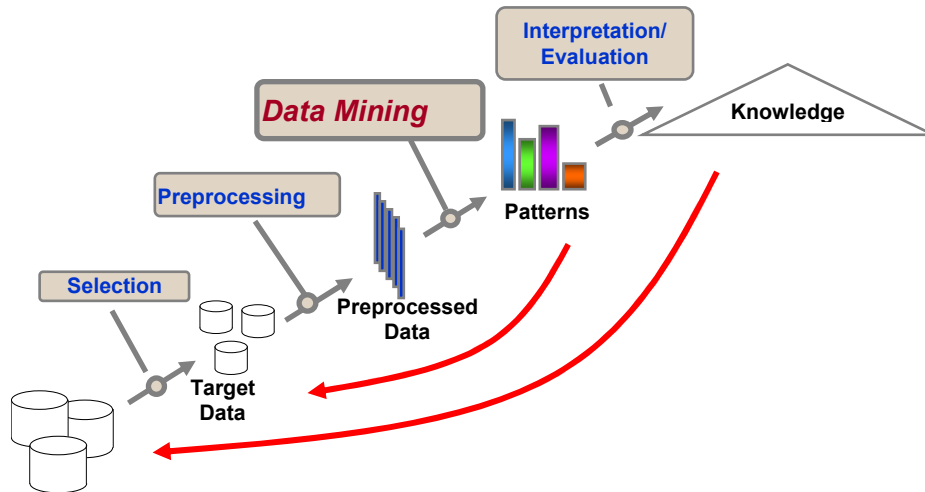 Interpretation/
Evaluation
Data Mining
Knowledge
Preprocessing
Patterns
Selection
Preprocessed
Data
Target
Data